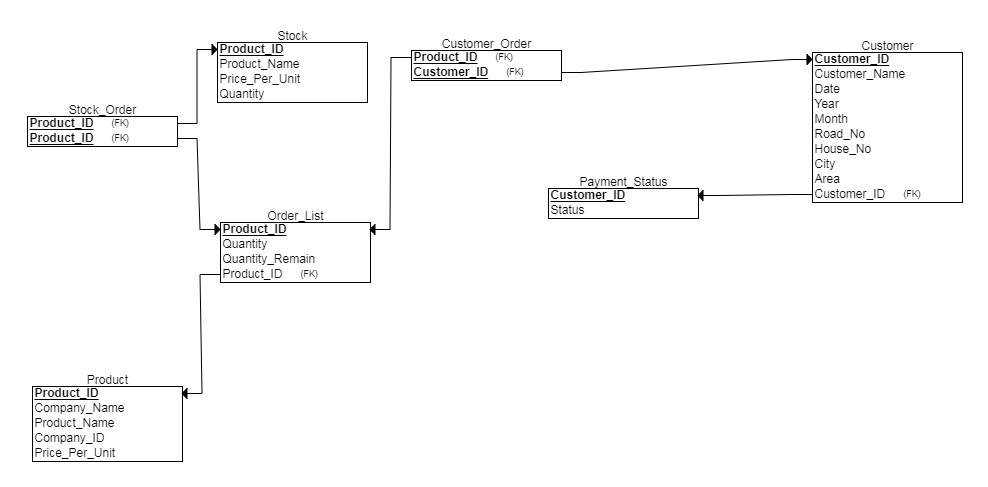 Stock
Product_ID
Product_Name
Price_Per_Unit
Quantity
Customer_Order
Product_ID (FK)
Customer_ID (FK)
Customer
Customer_ID
Customer_Name
Date
Year
Month
Road_No
House_No
City
Area
Customer_ID (FK)
Stock_Order
Product_ID (FK)
Product_ID (FK)
Payment_Status
Customer_ID
Status
Order_List
Product_ID
Quantity
Quantity_Remain
Product_ID (FK)
Product
Product_ID
Company_Name
Product_Name
Company_ID
Price_Per_Unit